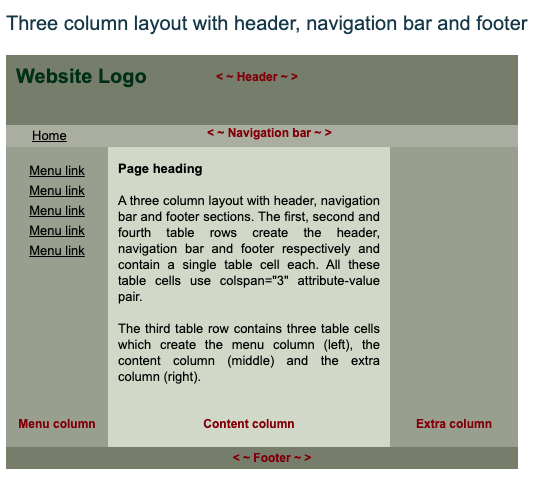 Three column layout with header, navigation bar and footer
Website Logo
< ~ Header ~ >
Home
< ~ Navigation bar ~ >
Menu link
Menu link
Menu link
Menu link
Menu link
Page heading
A three column layout with header, navigation
bar and footer sections. The first, second and
fourth table rows create the header,
navigation bar and footer respectively and
contain a single table cell each. All these
table cells use colspan="3" attribute-value
pair.
The third table row contains three table cells
which create the menu column (left), the
content column (middle) and the extra
column (right).
Menu column
Content column
Extra column
< ~ Footer ~ >